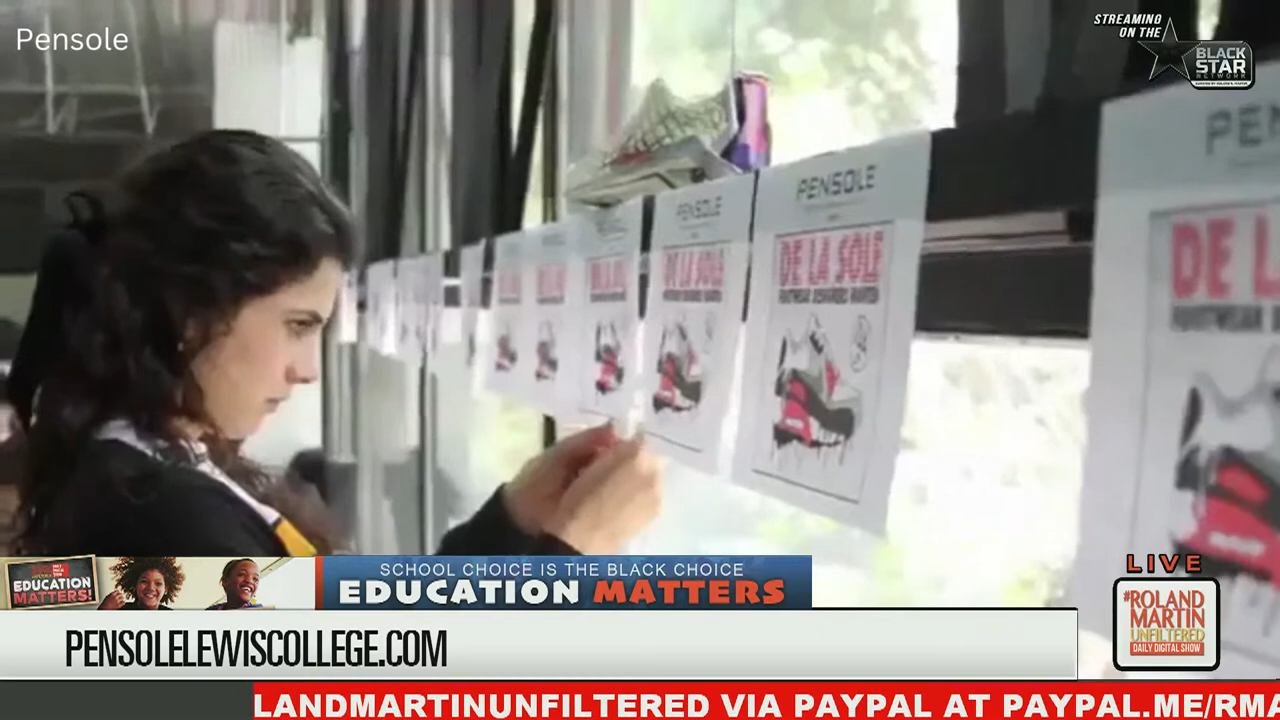 Pensole
STREAMING
ON THE
BLACK
STAR
NETWORK
PENSOLE
DE LA SOLE
PENSOLE
DE LA SOLE
PEN
DE L
EDUCATION
MATTERS!
SCHOOL CHOICE IS THE BLACK CHOICE
EDUCATION MATTERS
PENSOLELEWISCOLLEGE.COM
LIVE
#ROLAND
MARTIN
UNFILTERED
DAILY DIGITAL SHOW
LANDMARTINUNFILTERED VIA PAYPAL AT PAYPAL.ME/RMA